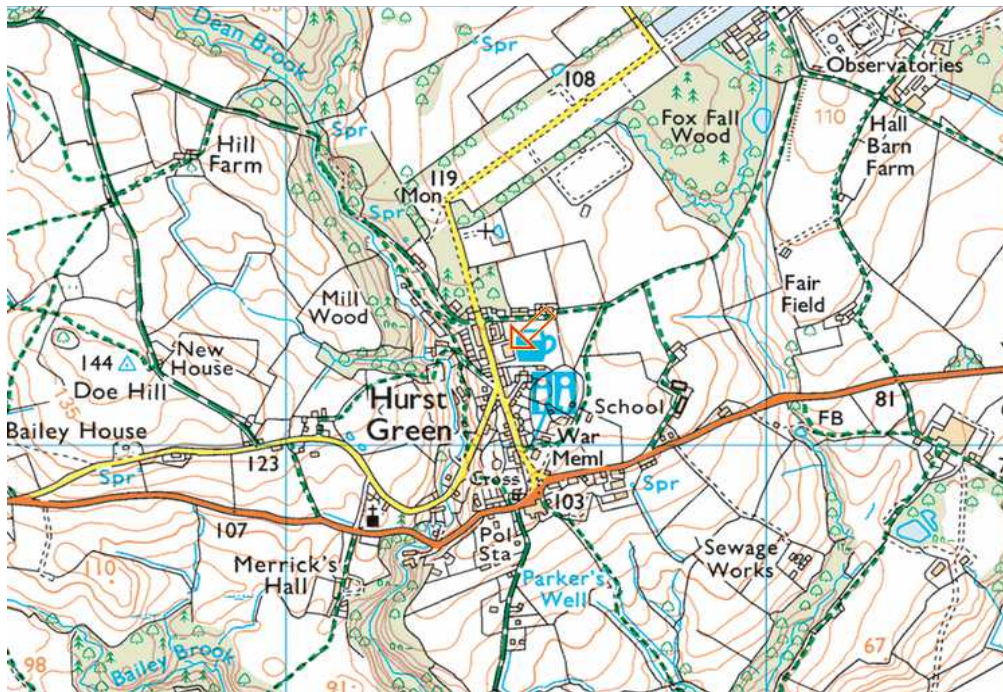 Dean Brook
Spr
108
Observatories
Fox Fall
Wood
110
Hall
Barn
Farm
Hill
Farm
Spr
119
Mon
Spr
Fair
Field
Mill
Wood
144
New
House
Doe Hill
135
Hurst
Green
School
81
FB
Bailey House
123
War
Meml
Spr
Cross
Spr
103
107
Pol
Sta
Merrick's
Hall
110
Parker's
Well
Sewage
Works
67
98
Bailey Brook
91